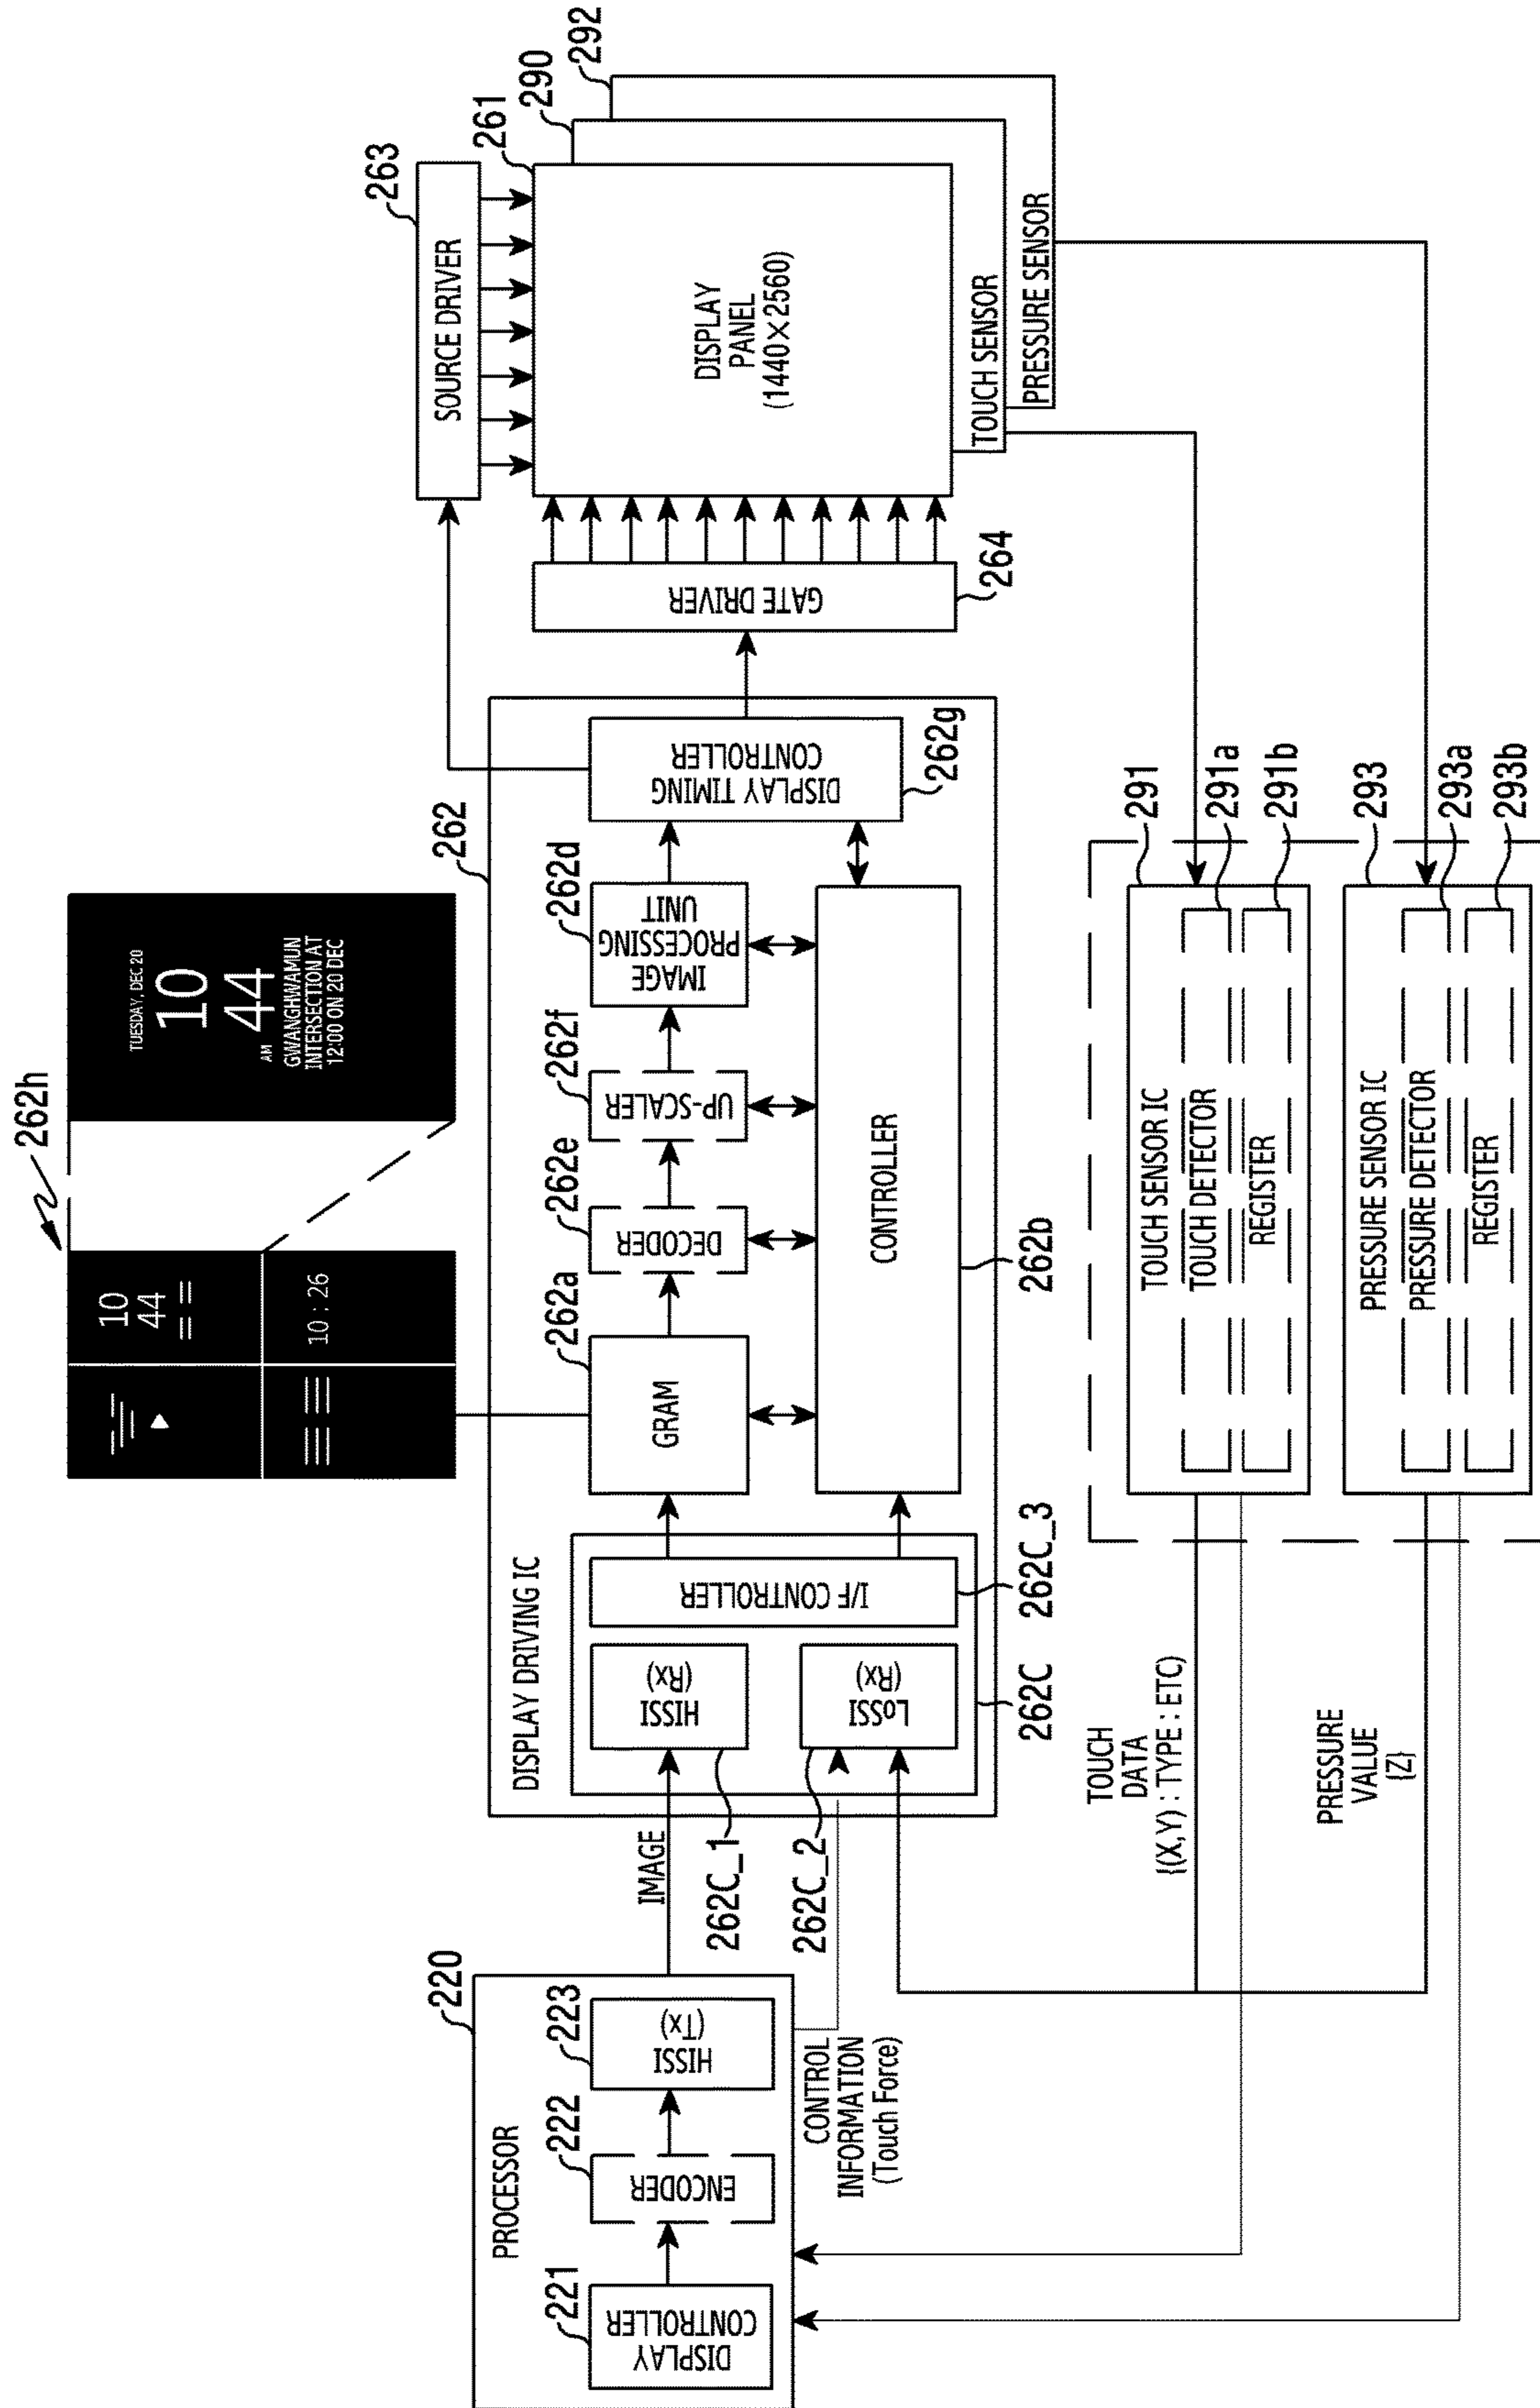 262h
10
44
10 : 26
TUESDAY, DEC 20
10
44
AM
GWANGHWAMUN
INTERSECTION AT
12:00 ON 20 DEC
220
PROCESSOR
221
DISPLAY
CONTROLLER
222
ENCODER
223
HISSI
(Tx)
IMAGE
CONTROL
INFORMATION
(Touch Force)
262
DISPLAY DRIVING IC
262C_1
HISSI
(Rx)
262C_2
LoSSI
(Rx)
262C
I/F CONTROLLER
262C_3
262a
GRAM
262e
DECODER
262f
UP-SCALER
262d
IMAGE
PROCESSING
UNIT
DISPLAY TIMING
CONTROLLER
262g
CONTROLLER
262b
263
SOURCE DRIVER
GATE DRIVER
264
261
DISPLAY
PANEL
(1440×2560)
290
TOUCH SENSOR
292
PRESSURE SENSOR
TOUCH
DATA
{(X,Y) : TYPE : ETC}
PRESSURE
VALUE
{Z}
291
TOUCH SENSOR IC
TOUCH DETECTOR
291a
REGISTER
291b
293
PRESSURE SENSOR IC
PRESSURE DETECTOR
293a
REGISTER
293b